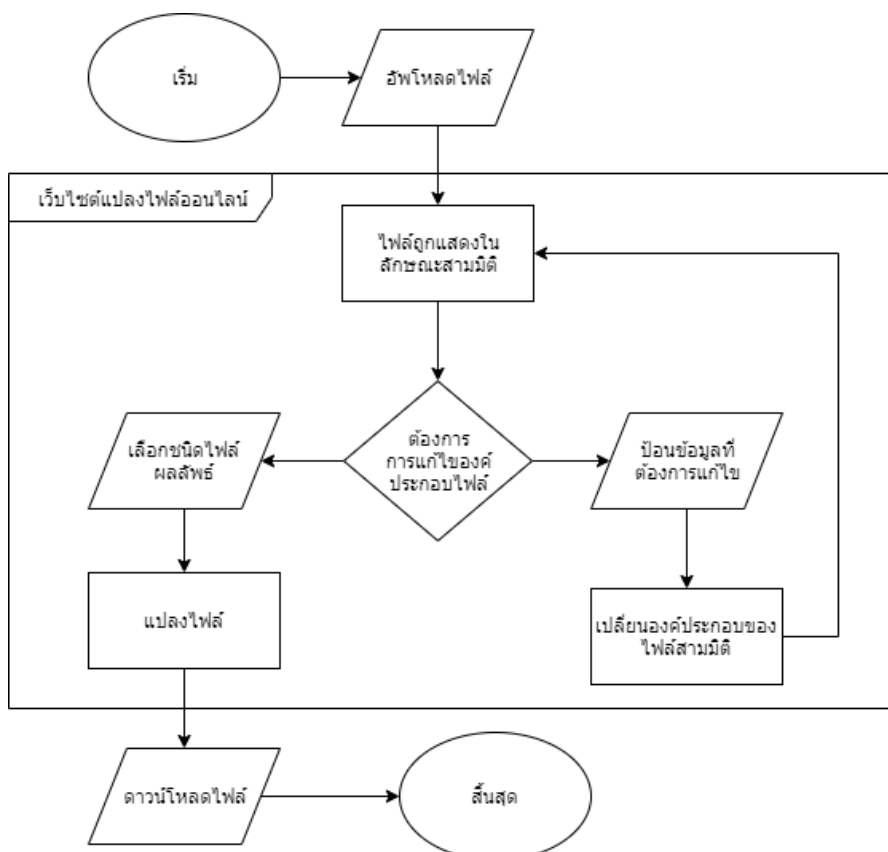 เริ่ม
อัพโหลดไฟล์
เว็บไซต์แปลงไฟล์ออนไลน์
ไฟล์ถูกแสดงใน
ลักษณะสามมิติ
ต้องการ
การแก้ไของค์
ประกอบไฟล์
เลือกชนิดไฟล์
ผลลัพธ์
ป้อนข้อมูลที่
ต้องการแก้ไข
แปลงไฟล์
เปลี่ยนองค์ประกอบของ
ไฟล์สามมิติ
ดาวน์โหลดไฟล์
สิ้นสุด